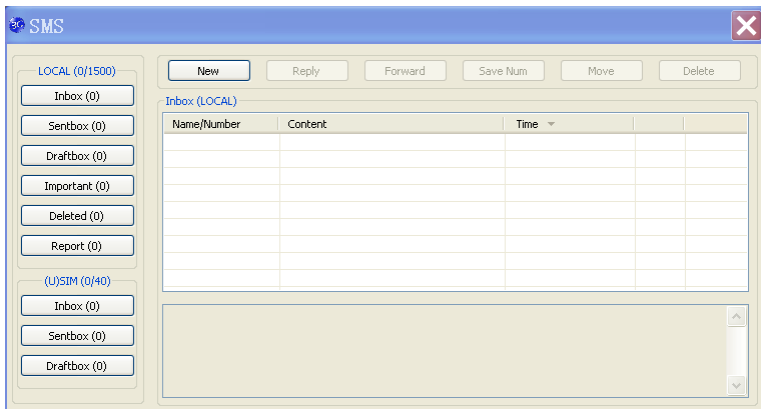 SMS
LOCAL (0/1500)
Inbox (0)
Sentbox (0)
Draftbox (0)
Important (0)
Deleted (0)
Report (0)
(U)SIM (0/40)
Inbox (0)
Sentbox (0)
Draftbox (0)
New Reply Forward Save Num Move Delete
Inbox (LOCAL)
Name/Number Content Time